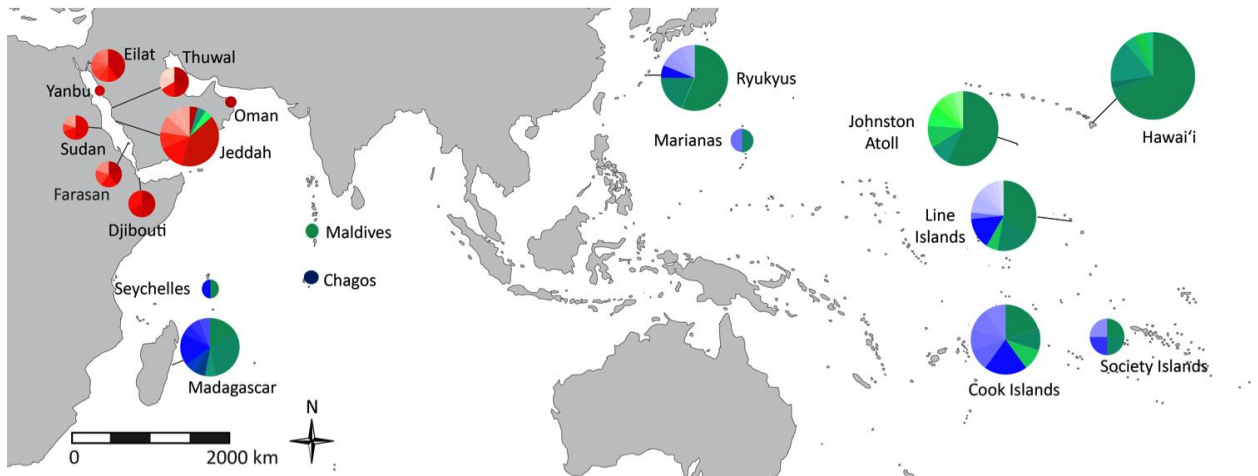 Eilat
Thuwal
Yanbu
Oman
Sudan
Jeddah
Farasan
Djibouti
Maldives
Seychelles
Chagos
Madagascar
N
0 2000 km
Ryukyus
Marianas
Johnston
Atoll
Hawai‘i
Line
Islands
Cook Islands
Society Islands